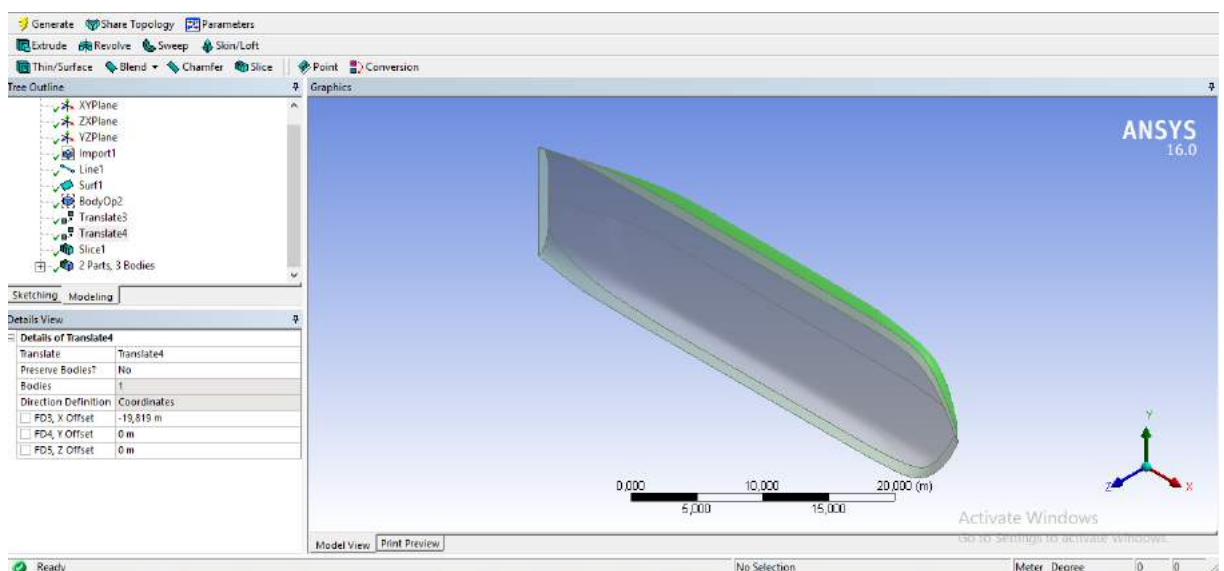 Generate Share Topology Parameters
Extrude Revolve Sweep Skin/Loft
Thin/Surface Blend Chamfer Slice Point Conversion
Tree Outline
XYPlane
ZXPlane
YZPlane
Import1
Line1
Surf1
BodyOp2
Translate3
Translate4
Slice1
2 Parts, 3 Bodies
Sketching Modeling
Details View
Details of Translate4
Translate Translate4
Preserve Bodies? No
Bodies 1
Direction Definition Coordinates
FD3, X Offset -19,819 m
FD4, Y Offset 0 m
FD5, Z Offset 0 m
Graphics
ANSYS
16.0
0,000 10,000 20,000 (m)
5,000 15,000
Y
Z X
Activate Windows
Go to Settings to activate Windows.
Model View Print Preview
Ready No Selection Meter Degree 0 0